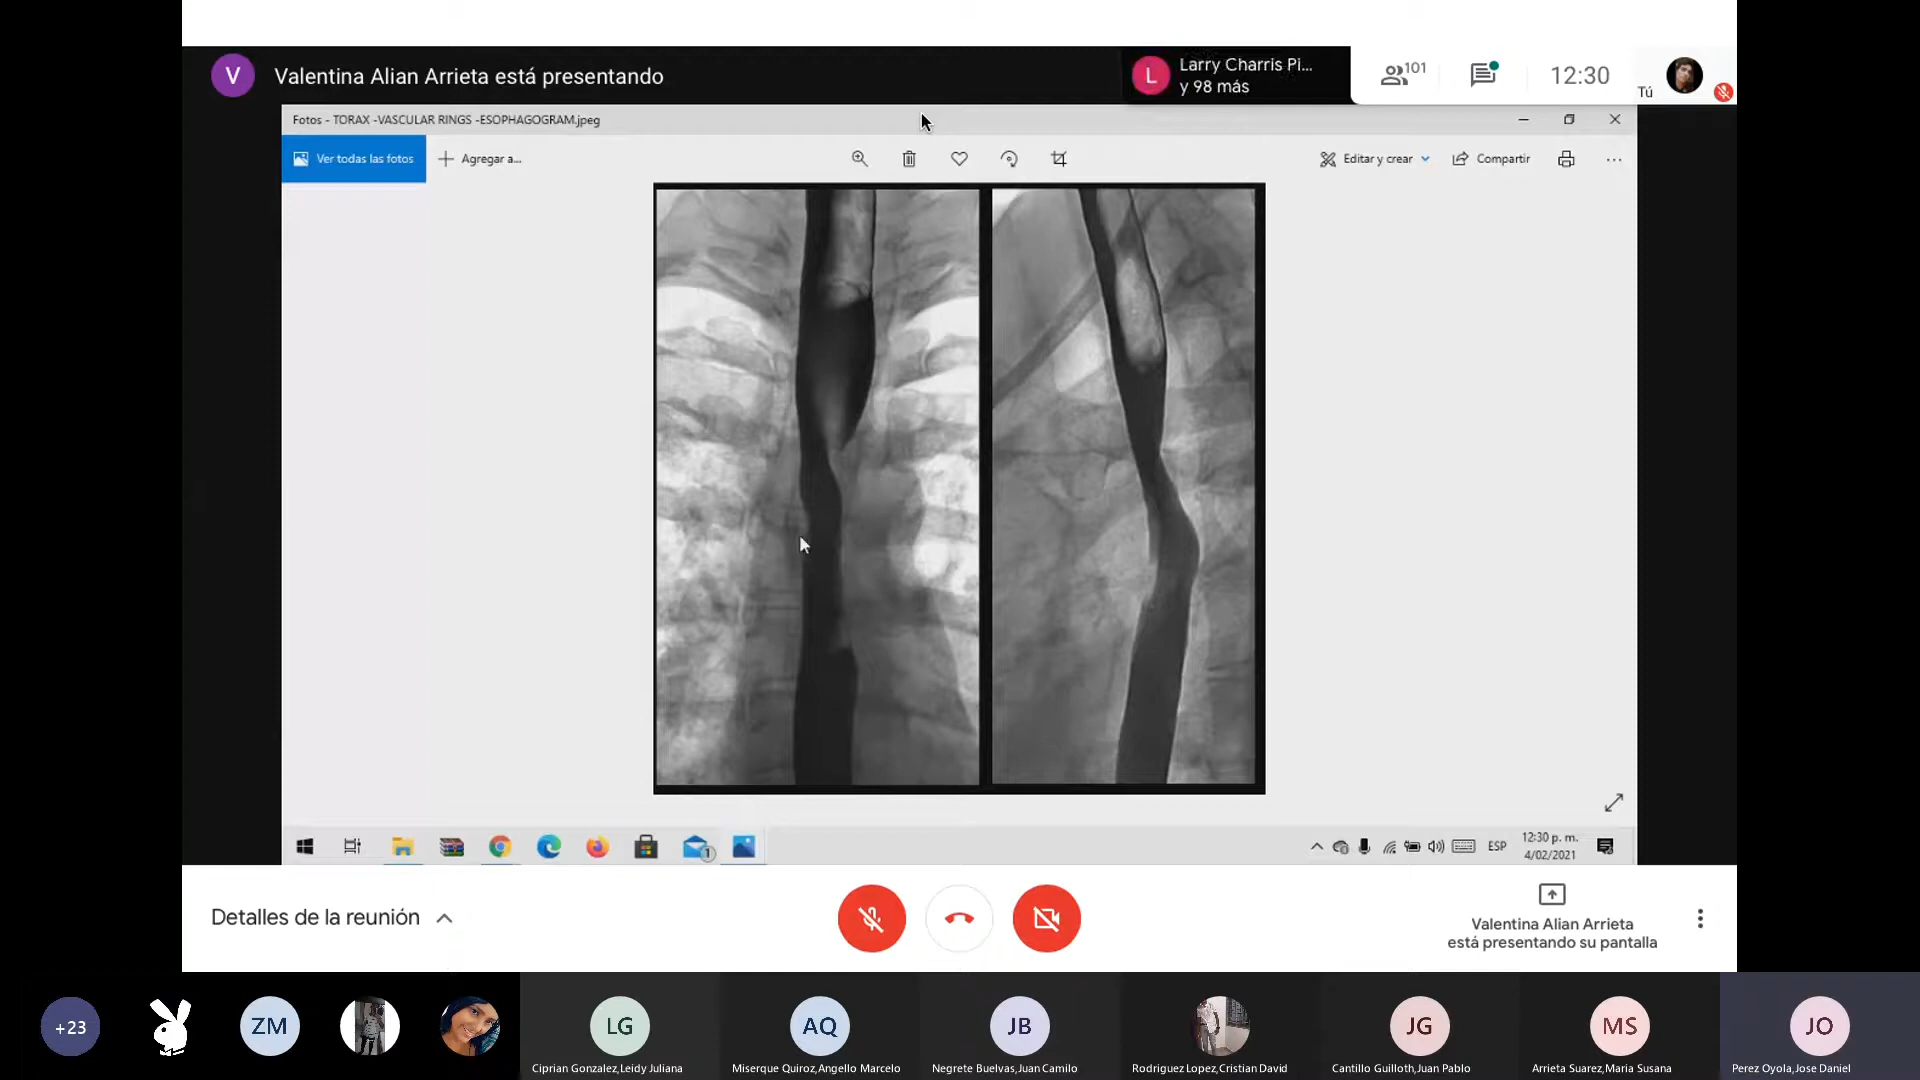 V
Valentina Alian Arrieta está presentando
L
Larry Charris Pi...
y 98 más
101
12:30
Tú
Fotos - TORAX -VASCULAR RINGS -ESOPHAGOGRAM.jpeg
Ver todas las fotos
Agregar a...
Editar y crear
Compartir
1
ESP
12:30 p. m.
4/02/2021
Detalles de la reunión
Valentina Alian Arrieta
está presentando su pantalla
+23
ZM
LG
AQ
JB
JG
MS
JO
Ciprian Gonzalez,Leidy Juliana
Miserque Quiroz,Angello Marcelo
Negrete Buelvas,Juan Camilo
Rodriguez Lopez,Cristian David
Cantillo Guilloth,Juan Pablo
Arrieta Suarez,Maria Susana
Perez Oyola,Jose Daniel